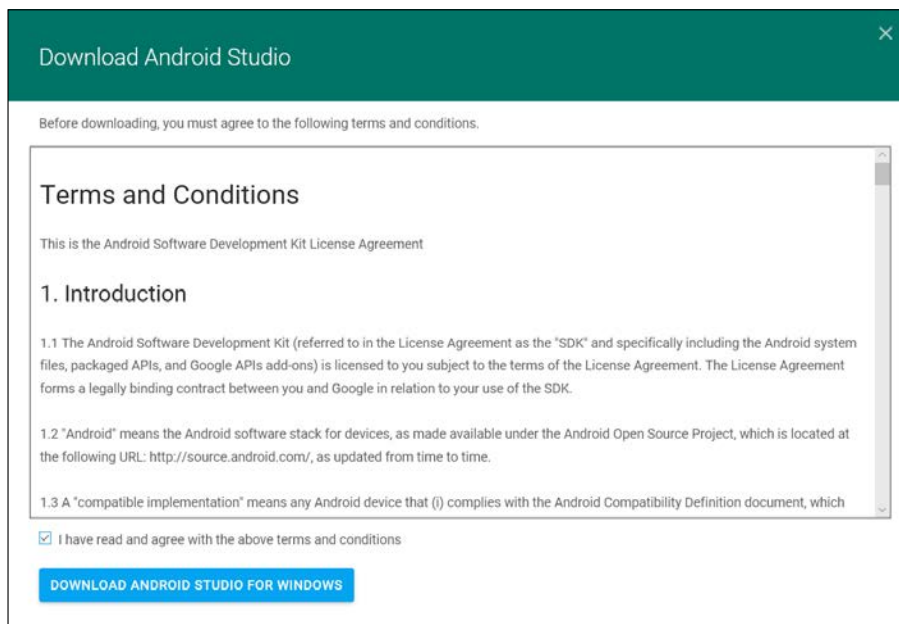 Download Android Studio
Before downloading, you must agree to the following terms and conditions.
Terms and Conditions
This is the Android Software Development Kit License Agreement
1. Introduction
1.1 The Android Software Development Kit (referred to in the License Agreement as the "SDK" and specifically including the Android system
files, packaged APIs, and Google APIs add-ons) is licensed to you subject to the terms of the License Agreement. The License Agreement
forms a legally binding contract between you and Google in relation to your use of the SDK.
1.2 "Android" means the Android software stack for devices, as made available under the Android Open Source Project, which is located at
the following URL: http://source.android.com/, as updated from time to time.
1.3 A "compatible implementation" means any Android device that (i) complies with the Android Compatibility Definition document, which
I have read and agree with the above terms and conditions
DOWNLOAD ANDROID STUDIO FOR WINDOWS